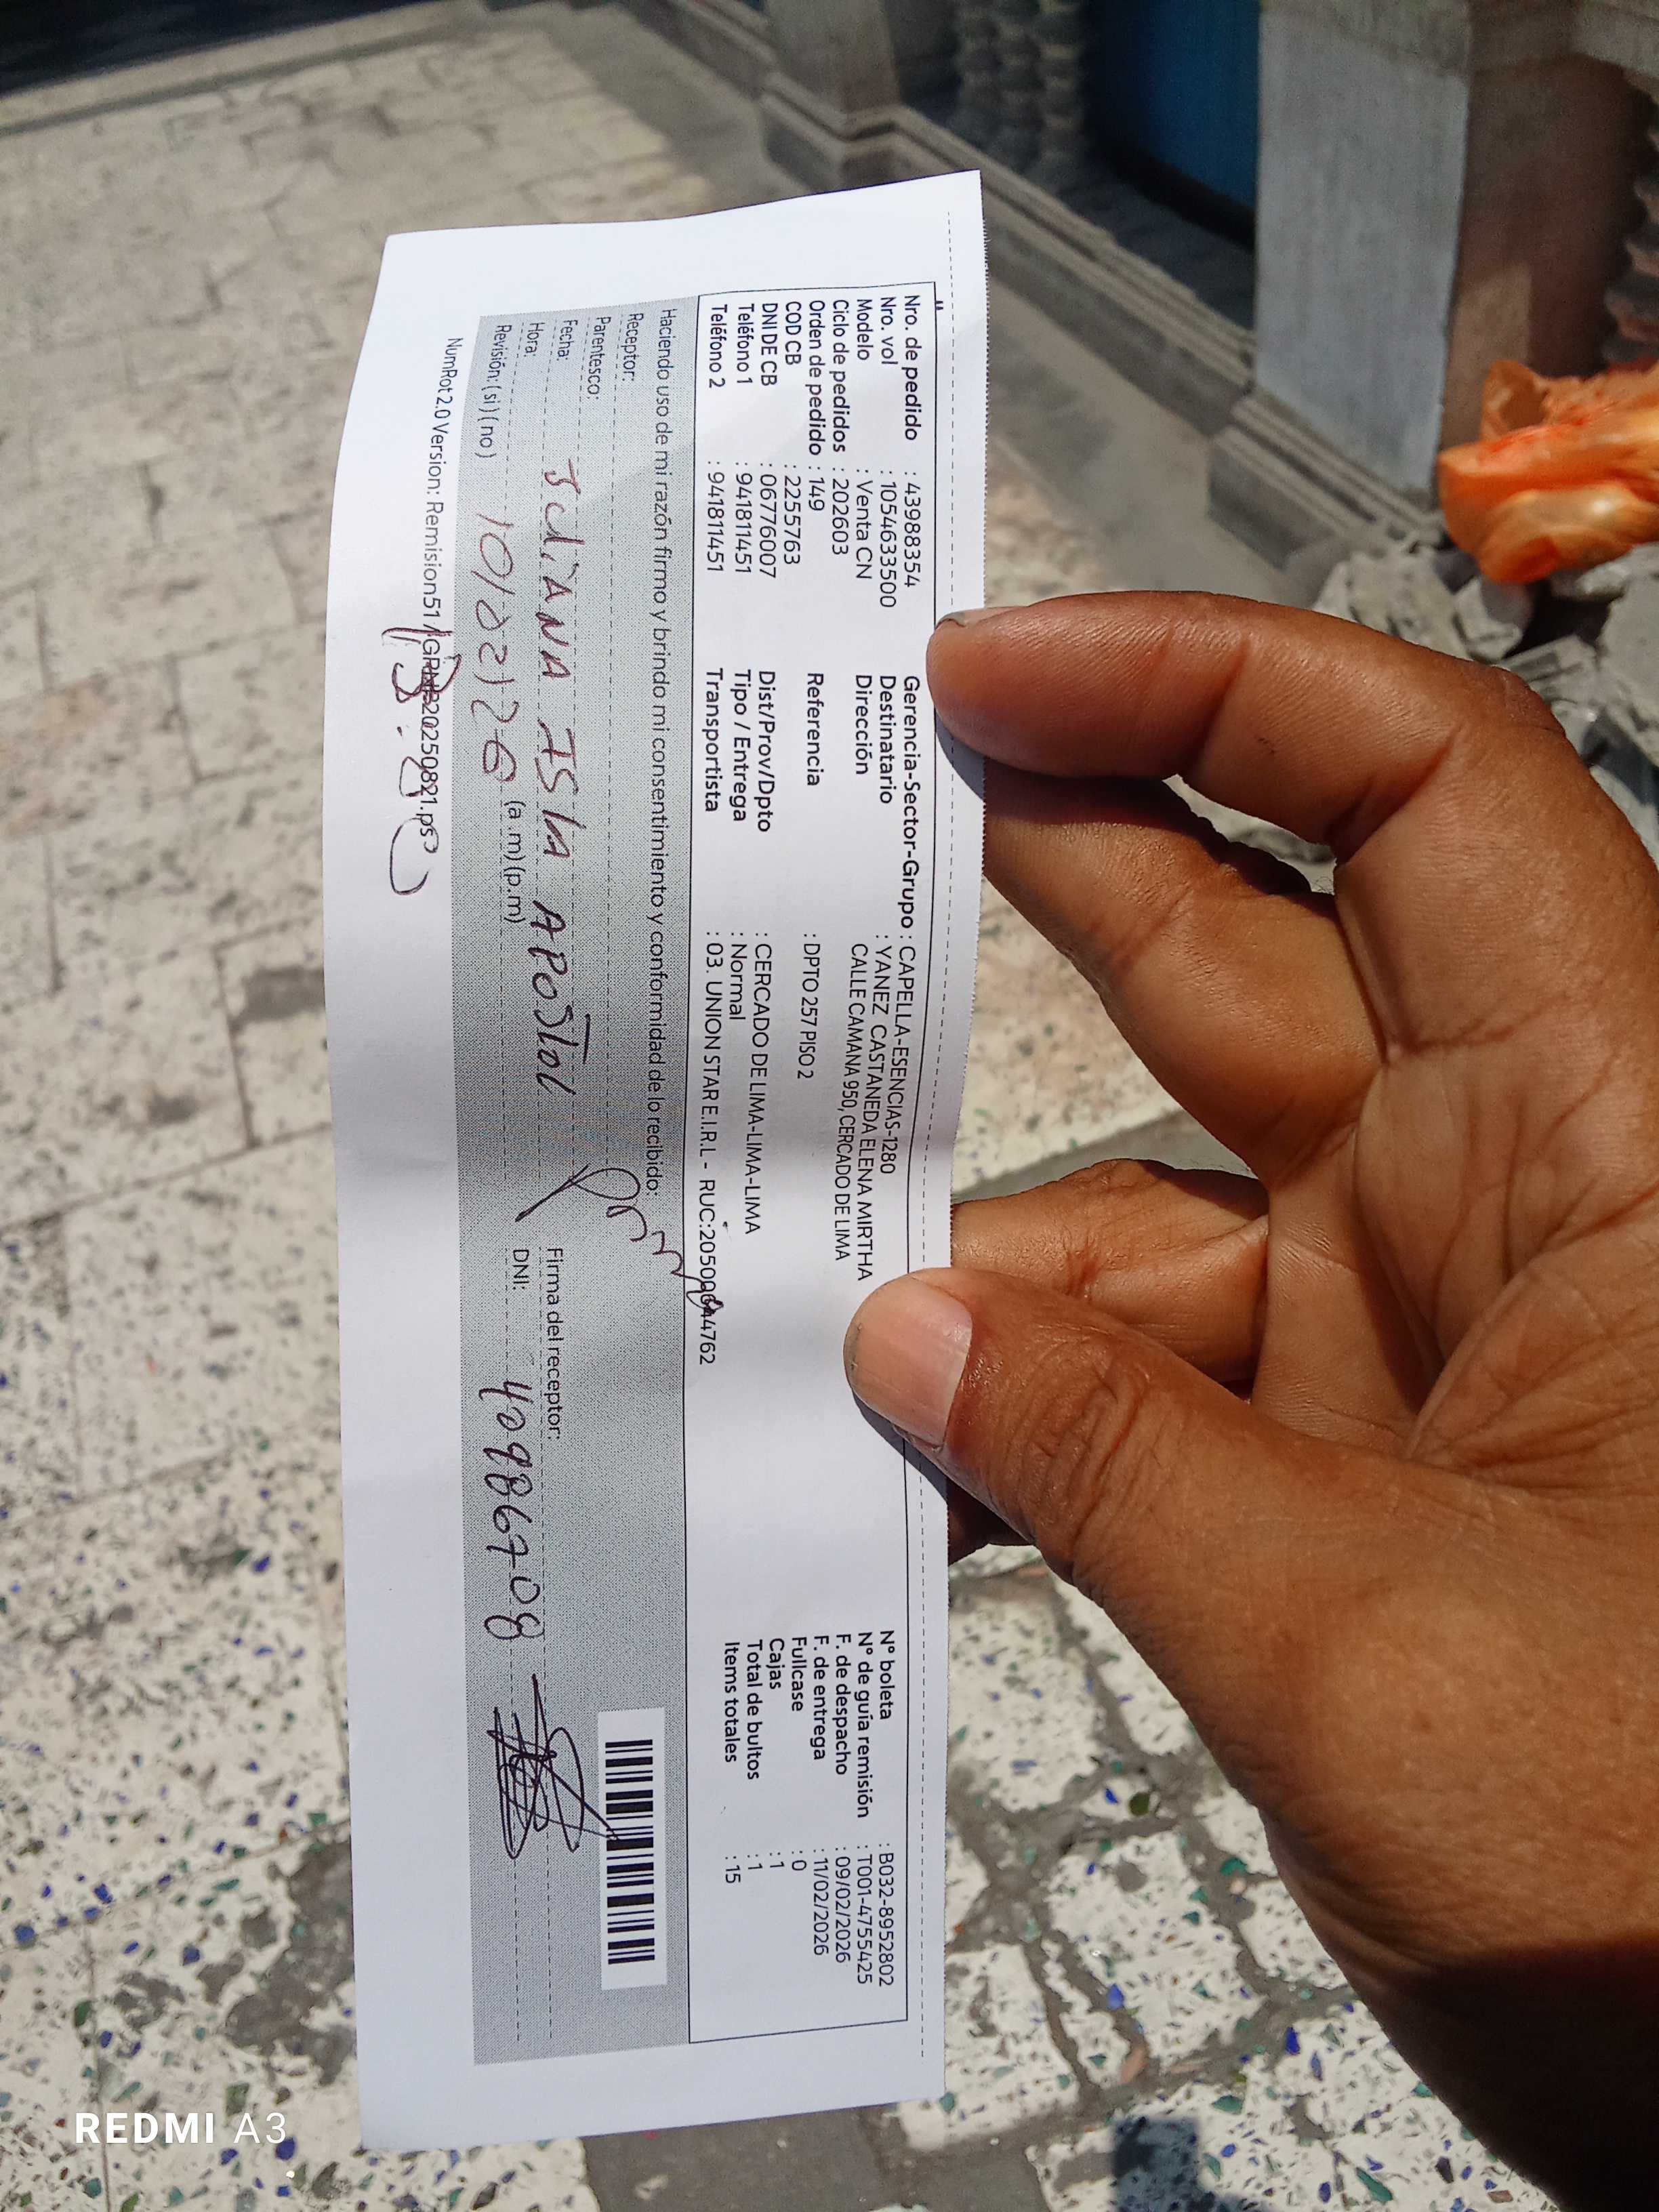 Nro. de pedido : 43988354
Nro. vol : 1054633500
Modelo : Venta CN
Ciclo de pedidos : 202603
Orden de pedido : 149
COD CB : 2255763
DNI DE CB : 06776007
Teléfono 1 : 941811451
Teléfono 2 : 941811451
Gerencia-Sector-Grupo : CAPELLA-ESENCIAS-1280
Destinatario : YANEZ CASTANEDA ELENA MIRTHA
Dirección CALLE CAMANA 950, CERCADO DE LIMA
Referencia : DPTO 257 PISO 2
Dist/Prov/Dpto : CERCADO DE LIMA-LIMA-LIMA
Tipo / Entrega : Normal
Transportista : 03. UNION STAR E.I.R.L - RUC:20500644762
N° boleta : B032-8952802
N° de guía remisión : T001-4755425
F. de despacho : 09/02/2026
F. de entrega : 11/02/2026
Fullcase : 0
Cajas : 1
Total de bultos : 1
Items totales : 15
Haciendo uso de mi razón firmo y brindo mi consentimiento y conformidad de lo recibido:
Receptor:
Parentesco:
Fecha: JULIANA ISLA APOSTOL
Firma del receptor:
Hora: (a.m)(p.m)
DNI: 40986708
Revisión: (si) (no) 10/02/26
NumRot 2.0 Version: Remision51
REDMI A3